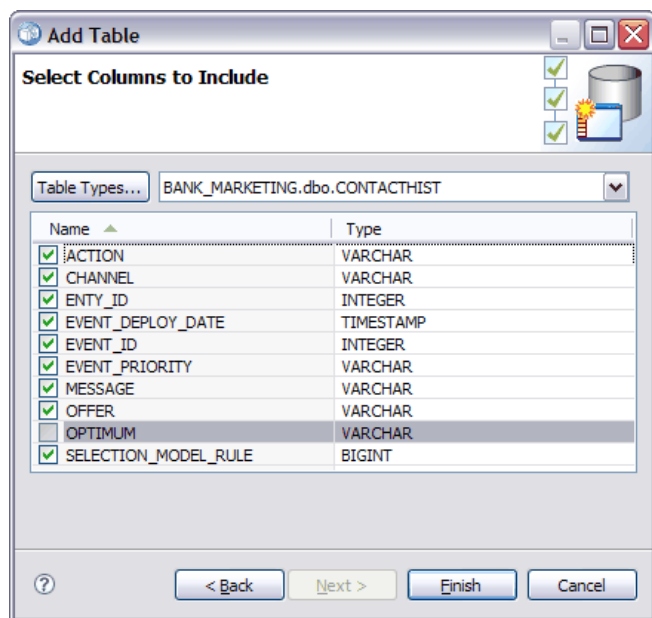 Add Table
Select Columns to Include
Table Types... BANK_MARKETING.dbo.CONTACTHIST
Name Type
ACTION VARCHAR
CHANNEL VARCHAR
ENTY_ID INTEGER
EVENT_DEPLOY_DATE TIMESTAMP
EVENT_ID INTEGER
EVENT_PRIORITY VARCHAR
MESSAGE VARCHAR
OFFER VARCHAR
OPTIMUM VARCHAR
SELECTION_MODEL_RULE BIGINT
? < Back Next > Finish Cancel